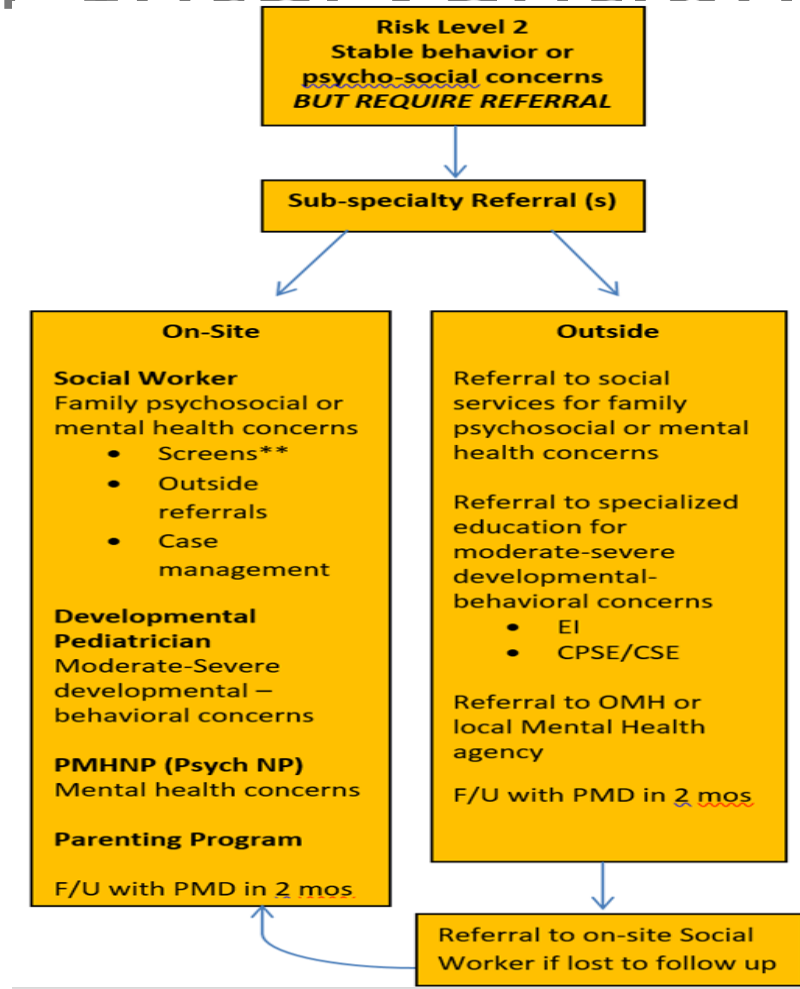 Risk Level 2
Stable behavior or
psycho-social concerns
BUT REQUIRE REFERRAL
Sub-specialty Referral (s)
On-Site
Social Worker
Family psychosocial or
mental health concerns
• Screens**
• Outside
referrals
• Case
management
Developmental
Pediatrician
Moderate-Severe
developmental –
behavioral concerns
PMHNP (Psych NP)
Mental health concerns
Parenting Program
F/U with PMD in 2 mos
Outside
Referral to social
services for family
psychosocial or mental
health concerns
Referral to specialized
education for
moderate-severe
developmental-
behavioral concerns
• EI
• CPSE/CSE
Referral to OMH or
local Mental Health
agency
F/U with PMD in 2 mos
Referral to on-site Social
Worker if lost to follow up